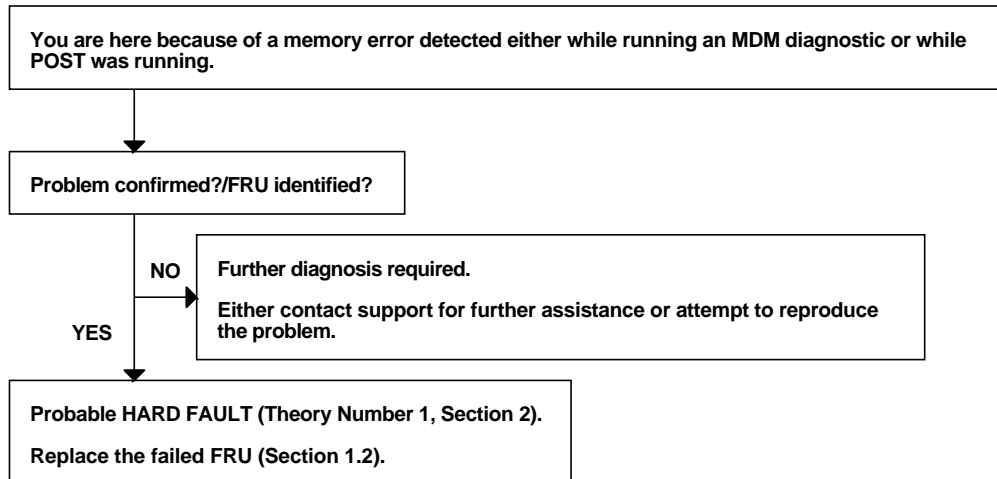 You are here because of a memory error detected either while running an MDM diagnostic or while
POST was running.
Problem confirmed?/FRU identified?
NO
Further diagnosis required.
Either contact support for further assistance or attempt to reproduce
the problem.
YES
Probable HARD FAULT (Theory Number 1, Section 2).
Replace the failed FRU (Section 1.2).